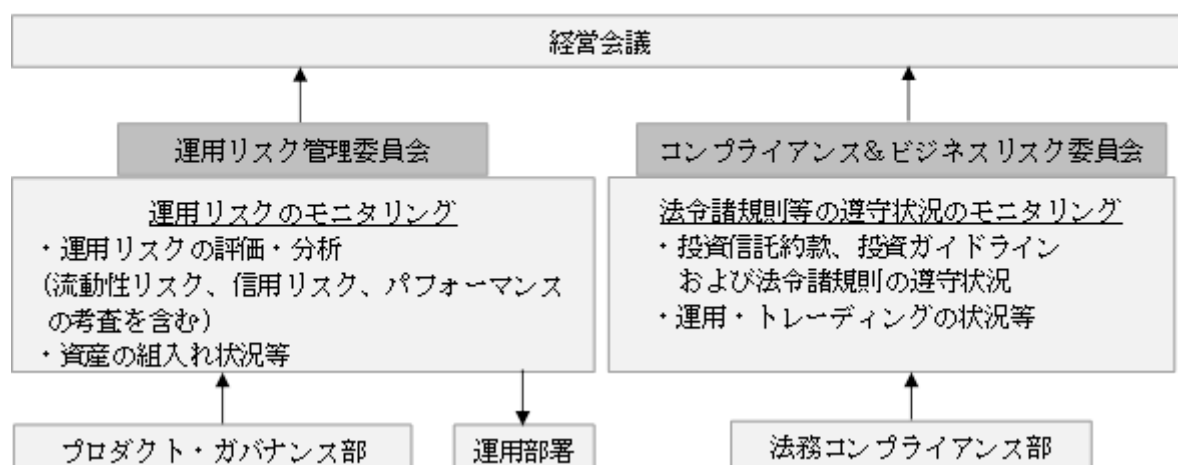 経営会議
運用リスク管理委員会
運用リスクのモニタリング
・運用リスクの評価・分析
(流動性リスク、信用リスク、パフォーマンス
の考査を含む)
・資産の組入れ状況等
プロダクト・ガバナンス部
運用部署
コンプライアンス&ビジネスリスク委員会
法令諸規則等の遵守状況のモニタリング
・投資信託約款、投資ガイドライン
および法令諸規則の遵守状況
・運用・トレーディングの状況等
法務コンプライアンス部